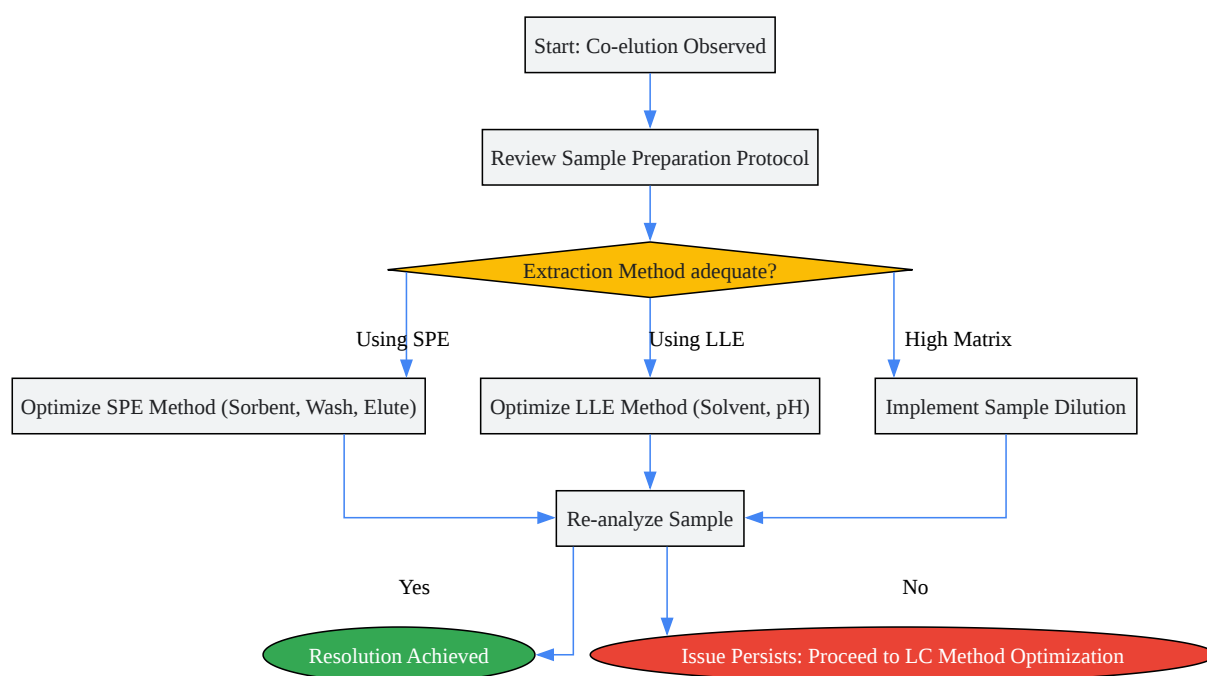 Start: Co-elution Observed
Review Sample Preparation Protocol
Extraction Method adequate?
Using SPE
Using LLE
High Matrix
Optimize SPE Method (Sorbent, Wash, Elute)
Optimize LLE Method (Solvent, pH)
Implement Sample Dilution
Re-analyze Sample
Yes
No
Resolution Achieved
Issue Persists: Proceed to LC Method Optimization